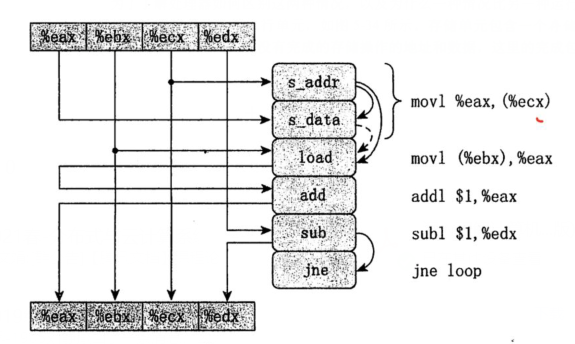 %eax %ebx %ecx %edx
s_addr
s_data
movl %eax, (%ecx)
load
movl (%ebx), %eax
add
addl $1, %eax
sub
subl $1, %edx
jne
jne loop
%eax %ebx %ecx %edx